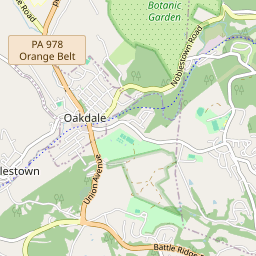 Botanic
Garden
PA 978
Orange Belt
Noblestown Road
Oakdale
lestown
Union Avenue
Battle Ridge